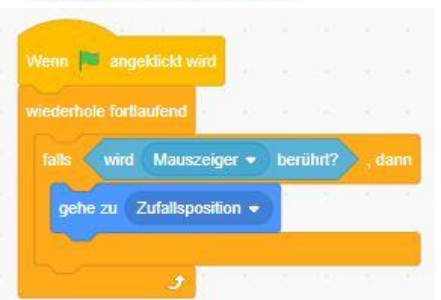 Wenn angeklickt wird
wiederhole fortlaufend
falls wird Mauszeiger berührt? , dann
gehe zu Zufallsposition